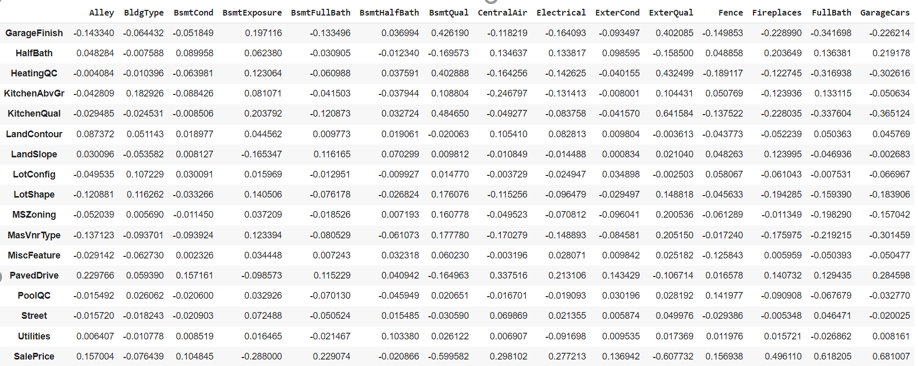 Alley BldgType BsmtCond BsmtExposure BsmtFullBath BsmtHalfBath BsmtQual CentralAir Electrical ExterCond ExterQual Fence Fireplaces FullBath GarageCars
GarageFinish -0.143340 -0.064432 -0.051849 0.197116 -0.133496 0.036994 0.426190 -0.118219 -0.164093 -0.093497 0.402085 -0.149853 -0.228990 -0.341698 -0.226214
HalfBath 0.048284 -0.007588 0.089958 0.062380 -0.030905 -0.012340 -0.169573 0.134637 0.133817 0.098595 -0.158500 0.048858 0.203649 0.136381 0.219178
HeatingQC -0.004084 -0.010396 -0.063981 0.123064 -0.060988 0.037591 0.402888 -0.164256 -0.142625 -0.040155 0.432499 -0.189117 -0.122745 -0.316938 -0.302616
KitchenAbvGr -0.042809 0.182926 -0.088426 0.081071 -0.041503 -0.037944 0.108804 -0.246797 -0.131413 -0.008001 0.104431 0.050769 -0.123936 0.133115 -0.050634
KitchenQual -0.029485 -0.024531 -0.008506 0.203792 -0.120873 0.032724 0.484650 -0.049277 -0.083758 -0.041570 0.641584 -0.137522 -0.228035 -0.337604 -0.365124
LandContour 0.087372 0.051143 0.018977 0.044562 0.009773 0.019061 -0.020063 0.105410 0.082813 0.009804 -0.003613 -0.043773 -0.052239 0.050363 0.045769
LandSlope 0.030096 -0.053582 0.008127 -0.165347 0.116165 0.070299 0.009812 -0.010849 -0.014488 0.000834 0.021040 0.048263 0.123995 -0.046936 -0.002683
LotConfig -0.049535 0.107229 0.030091 0.015969 -0.012951 -0.009927 0.014770 -0.003729 -0.024947 0.034898 -0.002503 0.058067 -0.061043 -0.007531 -0.066967
LotShape -0.120881 0.116262 -0.033266 0.140506 -0.076178 -0.026824 0.176076 -0.115256 -0.096479 -0.029497 0.148818 -0.045633 -0.194285 -0.159390 -0.183906
MSZoning -0.052039 0.005690 -0.011450 0.037209 -0.018526 0.007193 0.160778 -0.049523 -0.070812 -0.096041 0.200536 -0.061289 -0.011349 -0.198290 -0.157042
MasVnrType -0.137123 -0.093701 -0.093924 0.123394 -0.080529 -0.061073 0.177780 -0.170279 -0.148893 -0.084581 0.205150 -0.017240 -0.175975 -0.219215 -0.301459
MiscFeature -0.029142 -0.062730 0.002326 0.034448 0.007243 0.032318 0.060230 -0.003196 0.028071 0.009842 0.025182 -0.125843 0.005959 -0.050393 -0.050477
PavedDrive 0.229766 0.059390 0.157161 -0.098573 0.115229 0.040942 -0.164963 0.337516 0.213106 0.143429 -0.106714 0.016578 0.140732 0.129435 0.284598
PoolQC -0.015492 0.026062 -0.020600 0.032926 -0.070130 -0.045949 0.020651 -0.016701 -0.019093 0.030196 0.028192 0.141977 -0.090908 -0.067679 -0.032770
Street -0.015720 -0.018243 -0.020903 0.072488 -0.050524 0.015485 -0.030590 0.069869 0.021355 0.005874 0.049976 -0.029386 -0.005348 0.046471 -0.020025
Utilities 0.006407 -0.010778 0.008519 0.016465 -0.021467 0.103380 0.026122 0.006907 -0.091698 0.009535 0.017369 0.011976 0.015721 -0.026862 0.008161
SalePrice 0.157004 -0.076439 0.104845 -0.288000 0.229074 -0.020866 -0.599582 0.298102 0.277213 0.136942 -0.607732 0.156938 0.496110 0.618205 0.681007